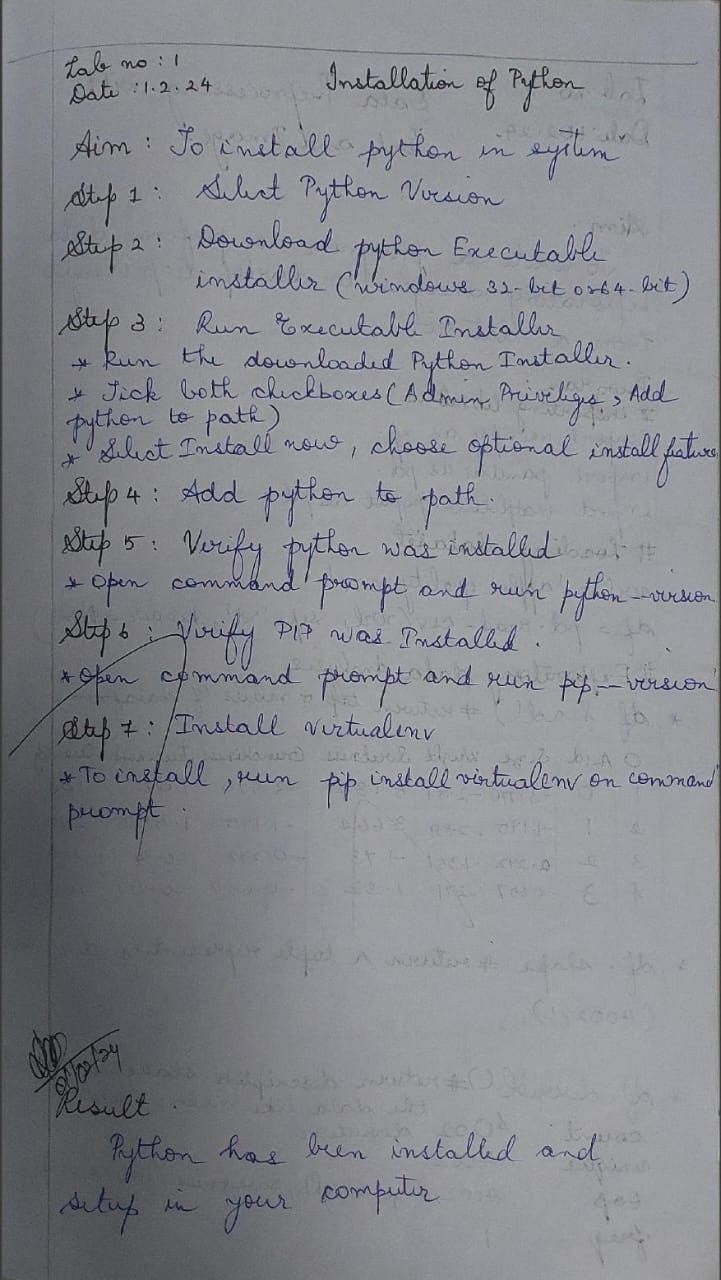 Lab no : 1
Date : 1.2.24
Installation of Python
Aim : To install python in system
Step 1 : Select Python Version
Step 2 : Download python Executable
installer (windows 32-bit or 64-bit)
Step 3 : Run Executable Installer
* Run the downloaded Python Installer.
* Tick both checkboxes (Admin Priviliges, Add
python to path)
* Select Install now, choose optional install feature
Step 4 : Add python to path.
Step 5 : Verify python was installed
* Open command prompt and run python --version
Step 6 : Verify PIP was Installed.
* Open command prompt and run pip --version
Step 7 : Install virtualenv
* To install, run pip install virtualenv on command
prompt.
Result.
Python has been installed and
setup in your computer